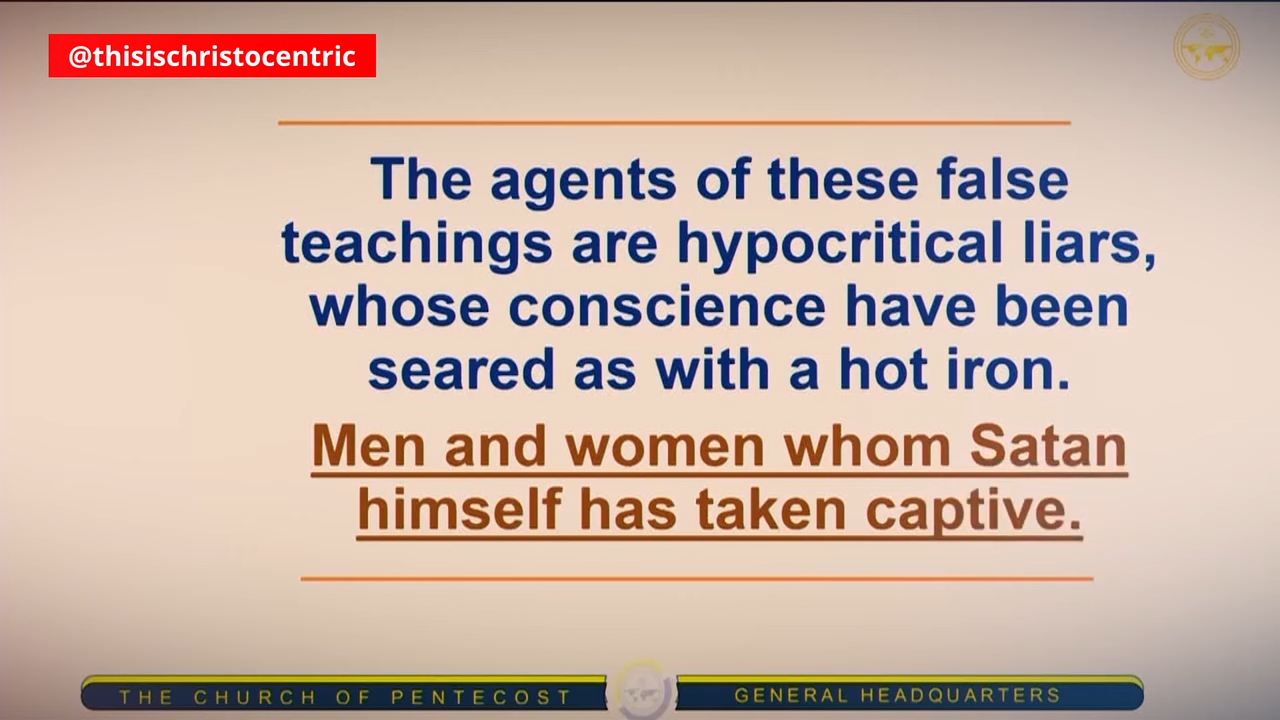 @thisischristocentric
The agents of these false
teachings are hypocritical liars,
whose conscience have been
seared as with a hot iron.
Men and women whom Satan
himself has taken captive.
THE CHURCH OF PENTECOST
GENERAL HEADQUARTERS